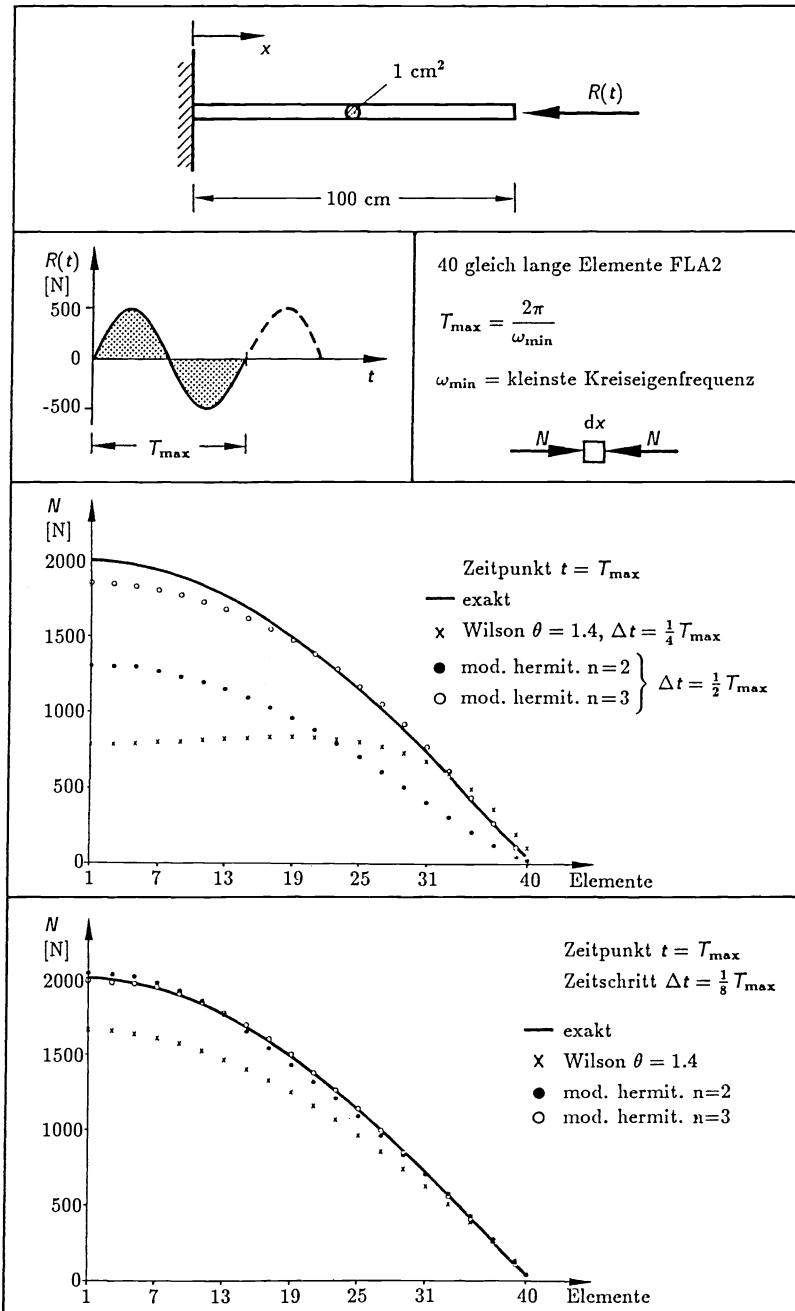 x
1 cm²
R(t)
100 cm
R(t)
[N]
500
0
-500
t
T_max
40 gleich lange Elemente FLA2
T_max = 2π / ω_min
ω_min = kleinste Kreiseigenfrequenz
dx
N N
N
[N]
2000
1500
1000
500
0
1 7 13 19 25 31 40 Elemente
Zeitpunkt t = T_max
exakt
x Wilson θ = 1.4, Δt = 1/4 T_max
● mod. hermit. n=2
○ mod. hermit. n=3 } Δt = 1/2 T_max
N
[N]
2000
1500
1000
500
0
1 7 13 19 25 31 40 Elemente
Zeitpunkt t = T_max
Zeitschritt Δt = 1/8 T_max
exakt
x Wilson θ = 1.4
● mod. hermit. n=2
○ mod. hermit. n=3